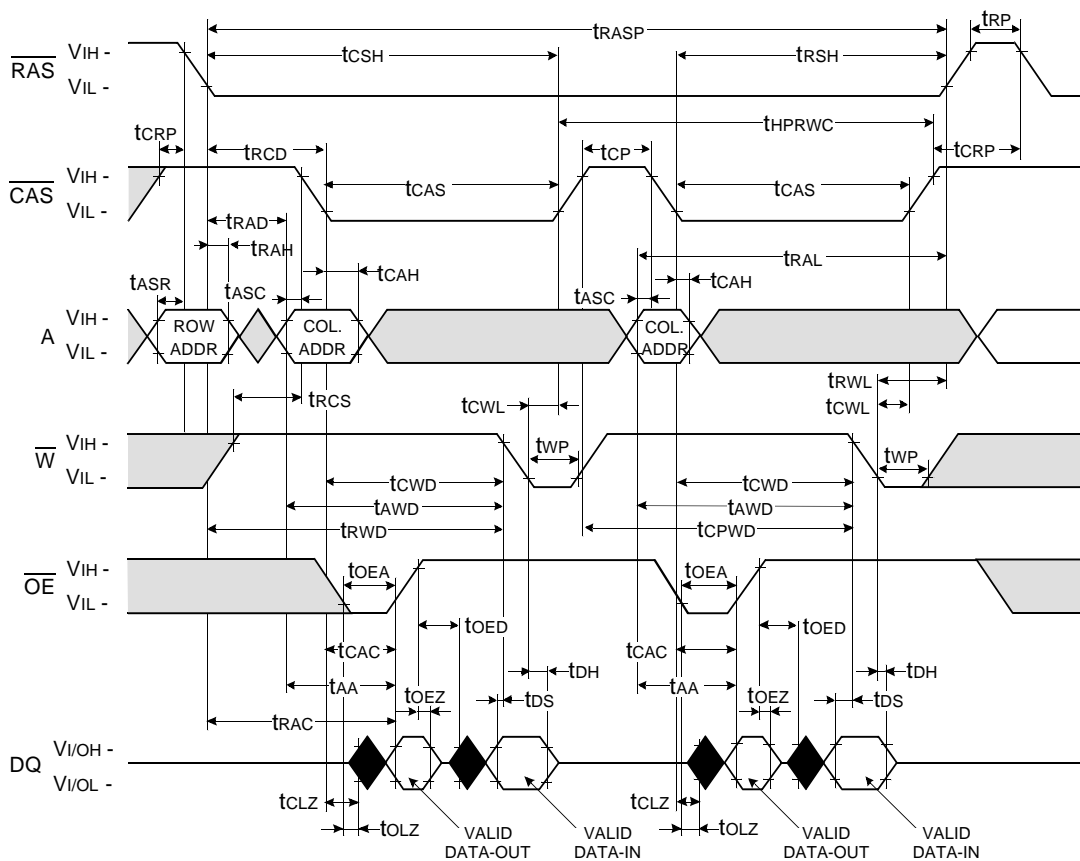 tRASP
tRP
RAS
VIH -
VIL -
tCSH
tRSH
tHPRWC
tCRP
tRCD
tCP
tCRP
CAS
VIH -
VIL -
tCAS
tCAS
tRAD
tRAH
tRAL
tASR
tASC
tCAH
tASC
tCAH
A
VIH -
VIL -
ROW
ADDR
COL.
ADDR
COL.
ADDR
tRCS
tCWL
tRWL
tCWL
W
VIH -
VIL -
tWP
tWP
tCWD
tCWD
tAWD
tAWD
tRWD
tCPWD
OE
VIH -
VIL -
tOEA
tOEA
tOED
tOED
tCAC
tCAC
tDH
tDH
tAA
tAA
tOEZ
tDS
tOEZ
tDS
tRAC
DQ
VI/OH -
VI/OL -
tCLZ
tCLZ
tOLZ
tOLZ
VALID
DATA-OUT
VALID
DATA-IN
VALID
DATA-OUT
VALID
DATA-IN